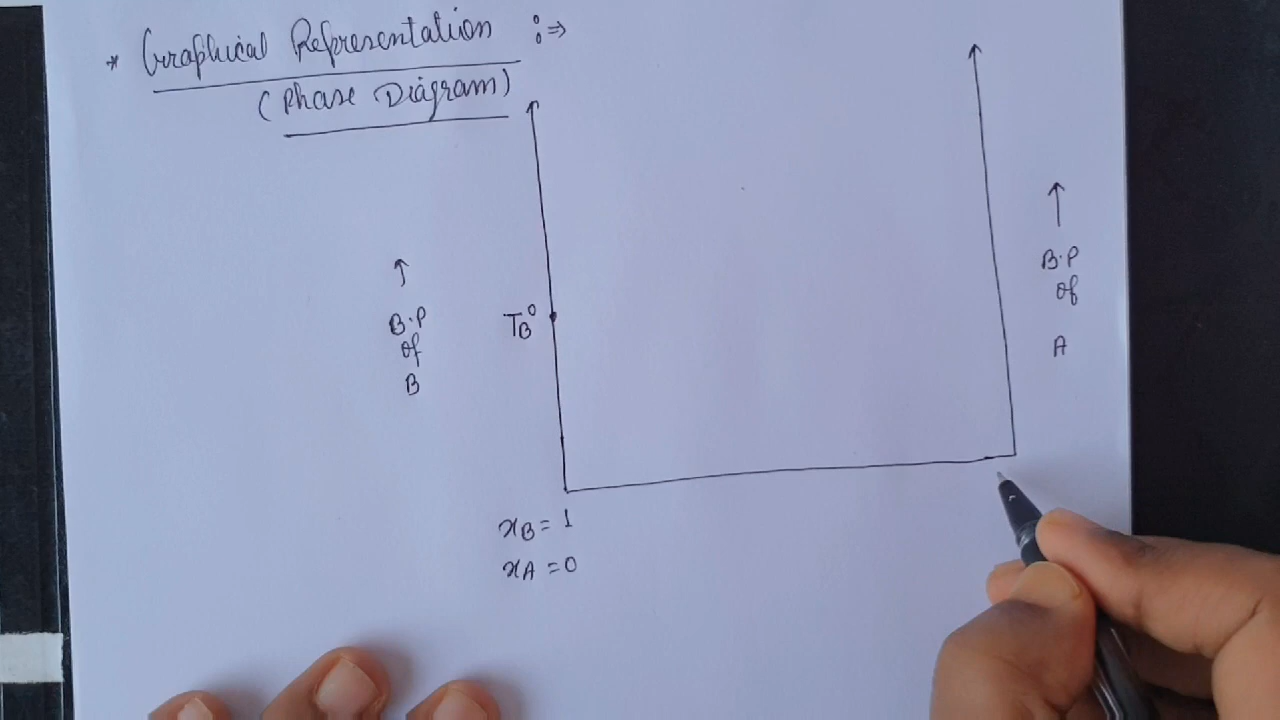 * Graphical Representation :⇒
(Phase Diagram)
↑
B.P
of
B
T_B°
↑
B.P
of
A
x_B = 1
x_A = 0